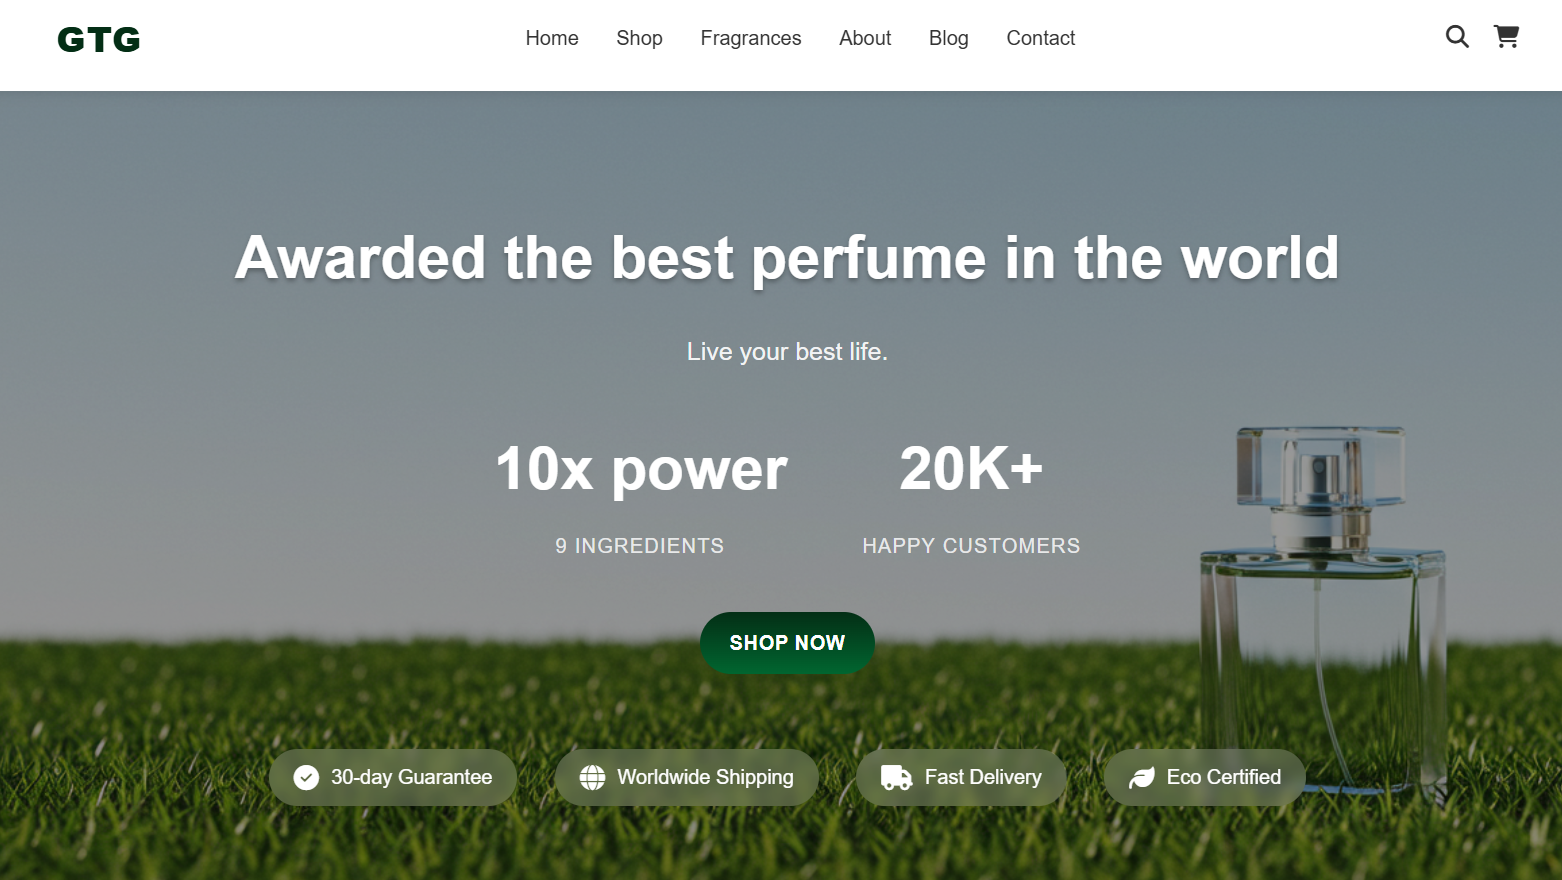 GTG
Home Shop Fragrances About Blog Contact
Awarded the best perfume in the world
Live your best life.
10x power 20K+
9 INGREDIENTS HAPPY CUSTOMERS
SHOP NOW
30-day Guarantee Worldwide Shipping Fast Delivery Eco Certified